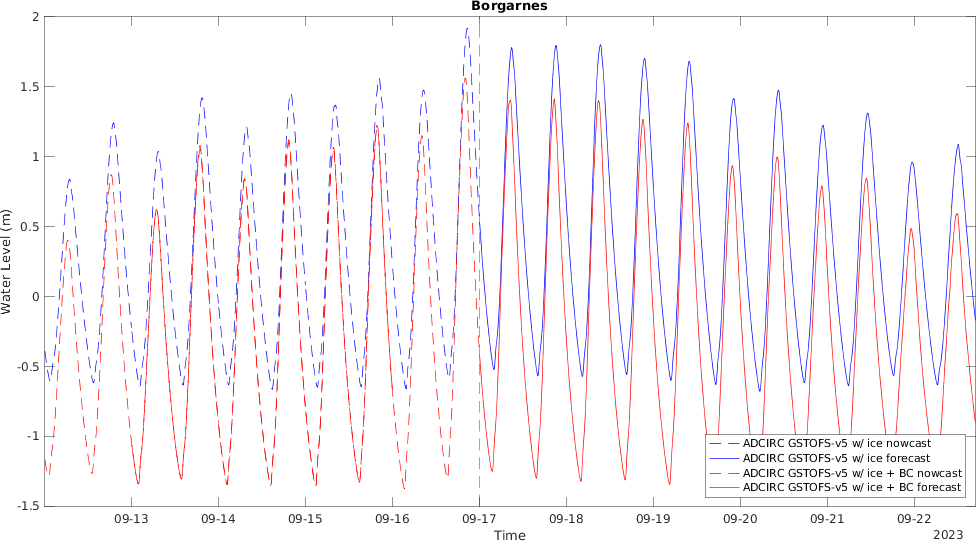 Borgarnes
2
1.5
1
0.5
0
-0.5
-1
-1.5
Water Level (m)
ADCIRC GSTOFS-v5 w/ ice nowcast
ADCIRC GSTOFS-v5 w/ ice forecast
ADCIRC GSTOFS-v5 w/ ice + BC nowcast
ADCIRC GSTOFS-v5 w/ ice + BC forecast
09-13 09-14 09-15 09-16 09-17 09-18 09-19 09-20 09-21 09-22
Time
2023